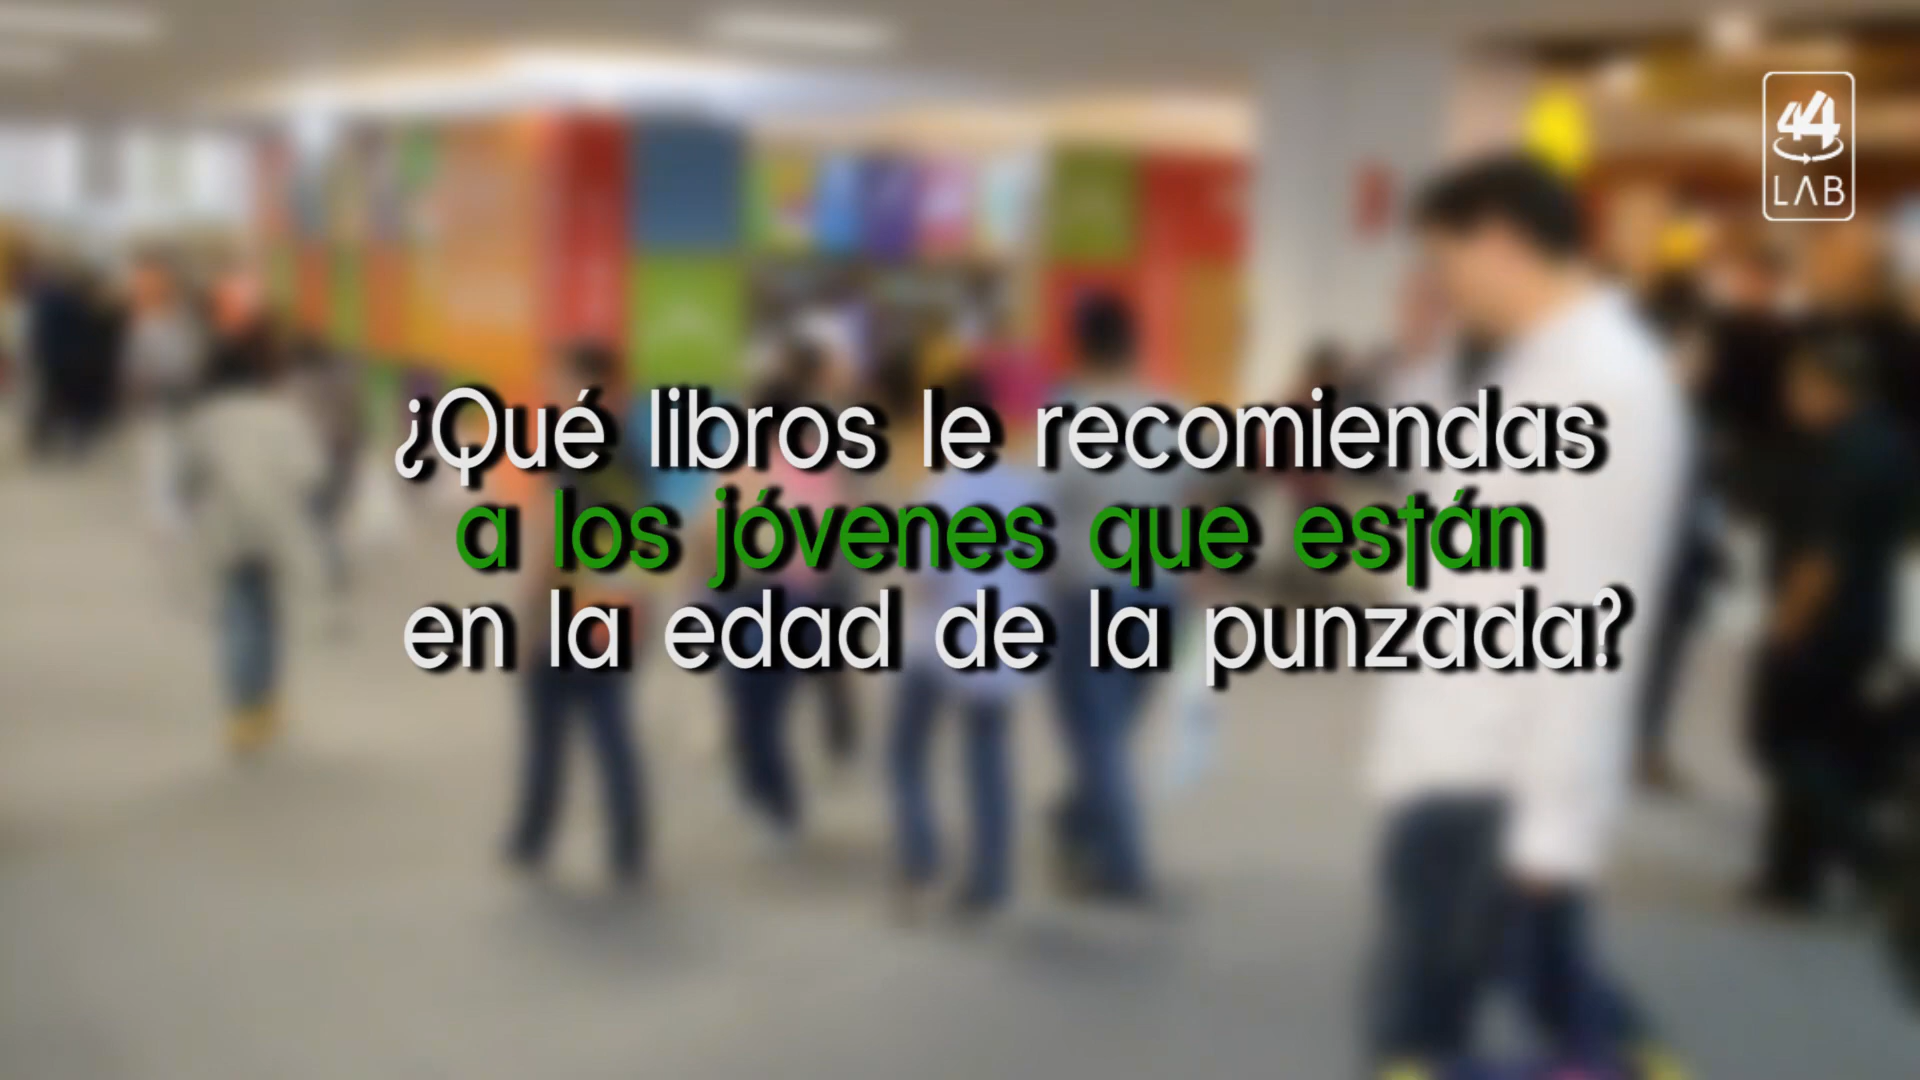 44
LAB
¿Qué libros le recomiendas
a los jóvenes que están
en la edad de la punzada?